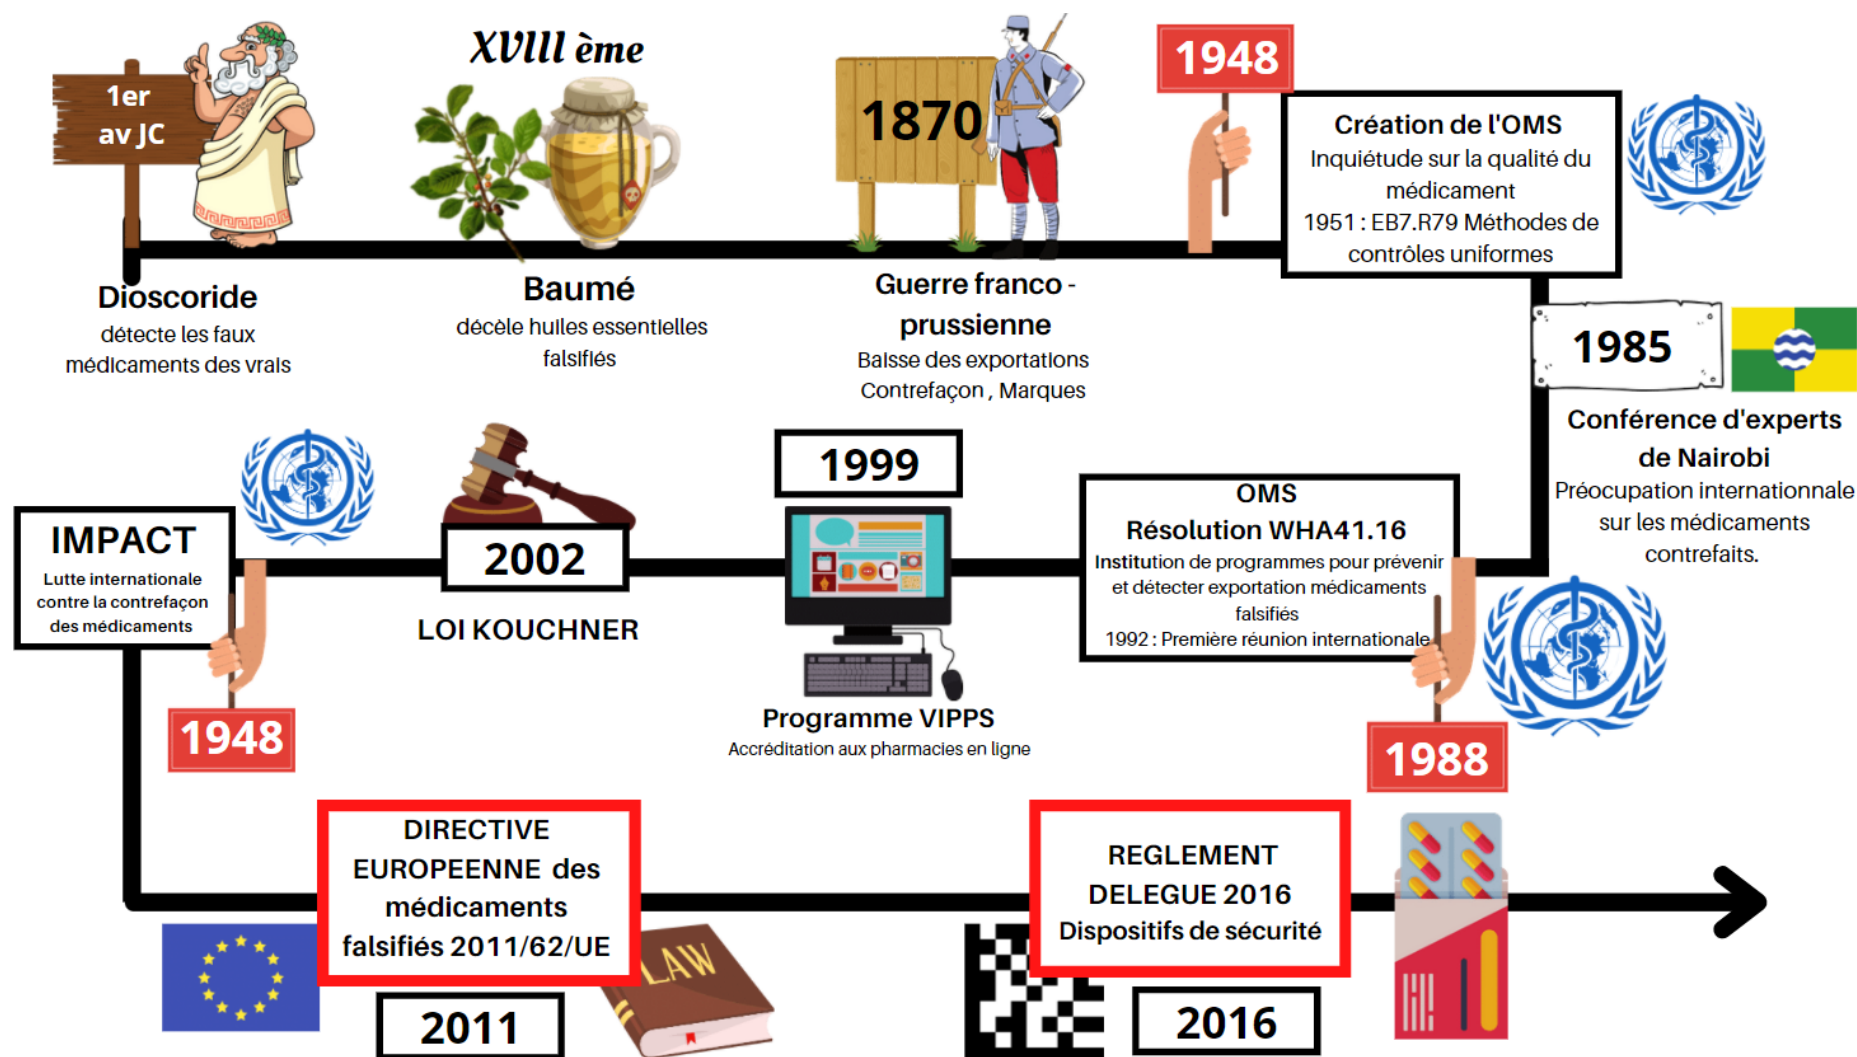 1er
av JC
Dioscoride
détecte les faux
médicaments des vrais
XVIII ème
Baumé
décèle huiles essentielles
falsifiés
1870
Guerre franco -
prussienne
Baisse des exportations
Contrefaçon , Marques
1948
Création de l'OMS
Inquiétude sur la qualité du
médicament
1951 : EB7.R79 Méthodes de
contrôles uniformes
1985
Conférence d'experts
de Nairobi
Préocupation internationnale
sur les médicaments
contrefaits.
OMS
Résolution WHA41.16
Institution de programmes pour prévenir
et détecter exportation médicaments
falsifiés
1992 : Première réunion internationale
1988
1999
Programme VIPPS
Accréditation aux pharmacies en ligne
2002
LOI KOUCHNER
IMPACT
Lutte internationale
contre la contrefaçon
des médicaments
1948
DIRECTIVE
EUROPEENNE des
médicaments
falsifiés 2011/62/UE
LAW
2011
REGLEMENT
DELEGUE 2016
Dispositifs de sécurité
2016